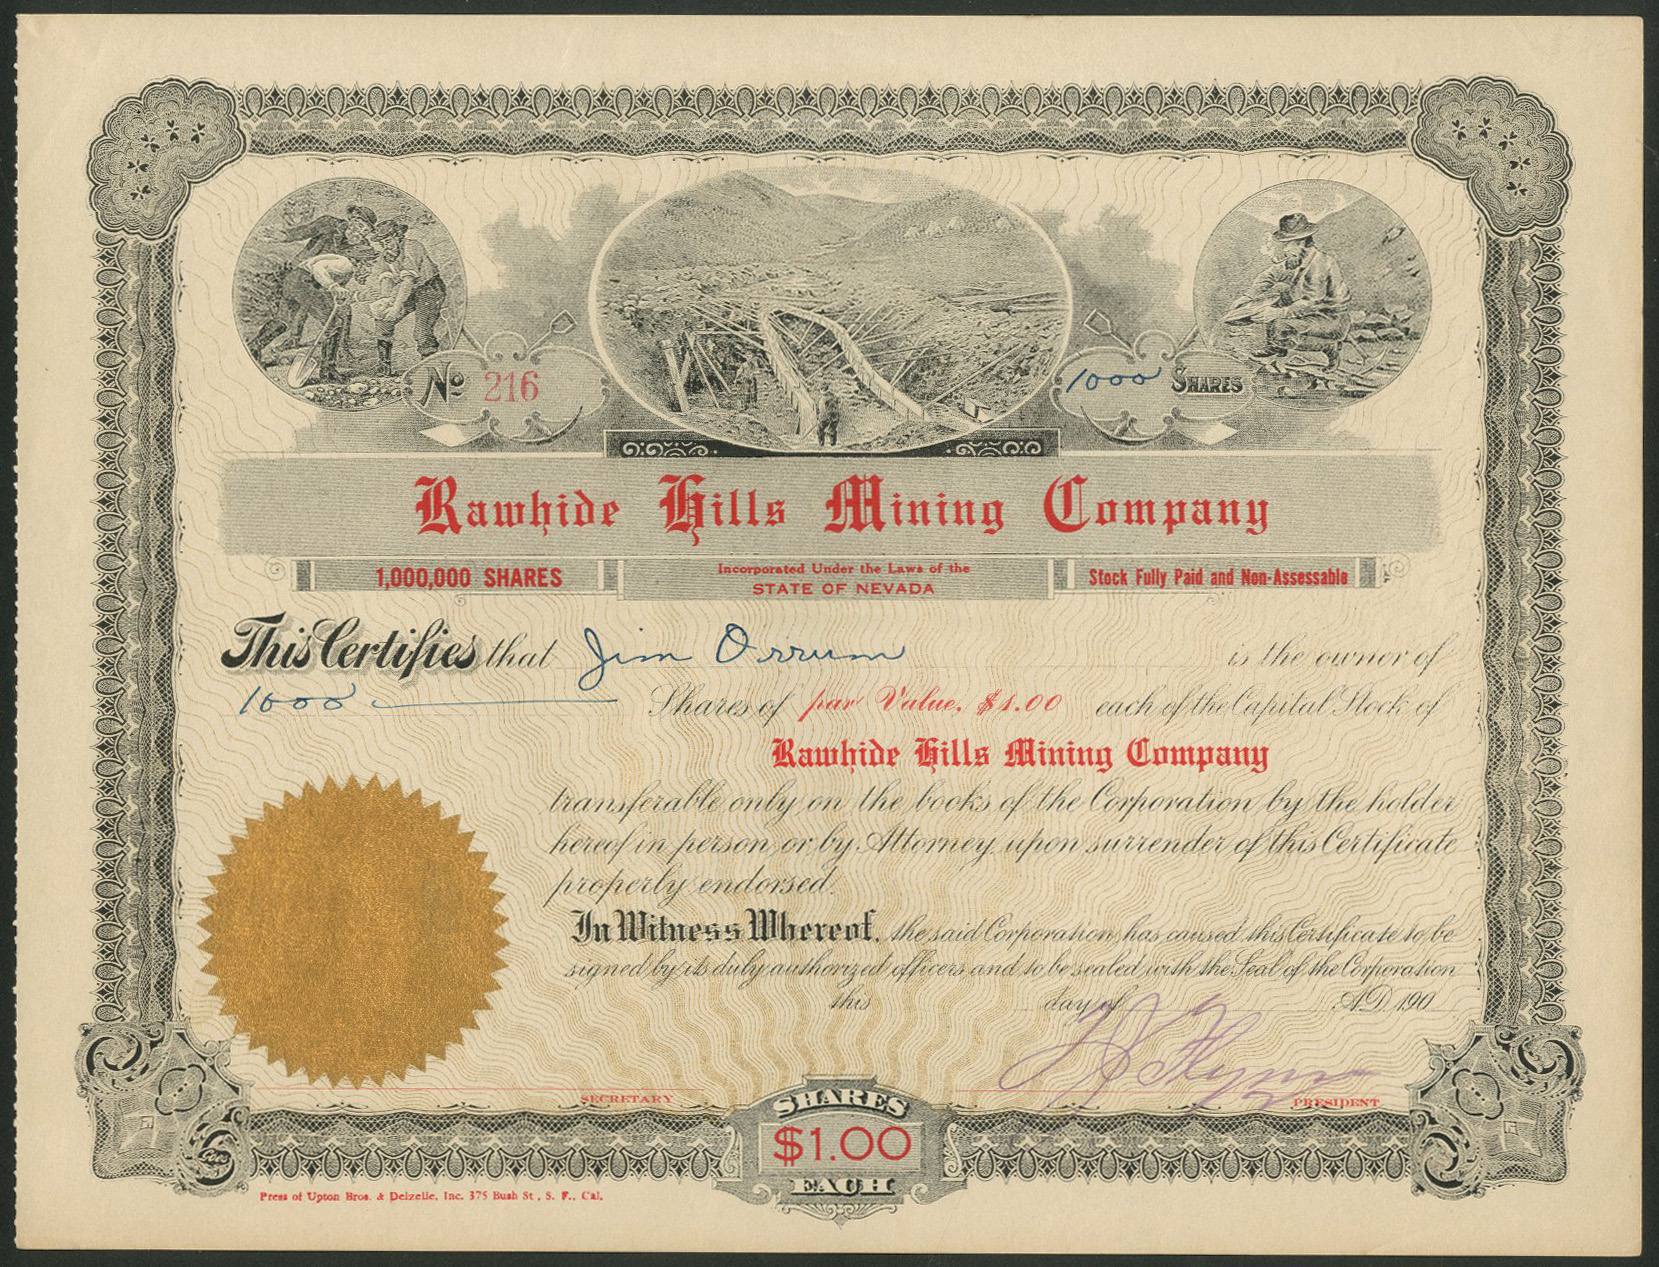 No 216
1000 SHARES
Rawhide Hills Mining Company
1,000,000 SHARES
Incorporated Under the Laws of the
STATE OF NEVADA
Stock Fully Paid and Non-Assessable
This Certifies that Jim Orrum is the owner of
1000 Shares of par Value, $1.00 each of the Capital Stock of
Rawhide Hills Mining Company
transferable only on the books of the Corporation by the holder
hereof in person or by Attorney upon surrender of this Certificate
properly endorsed.
In Witness Whereof, the said Corporation has caused this Certificate to be
signed by its duly authorized officers and to be sealed with the Seal of the Corporation
this day of A.D. 190
Flynn
SECRETARY
PRESIDENT
SHARES
$1.00
EACH
Press of Upton Bros. & Delzelle, Inc. 375 Bush St., S. F., Cal.